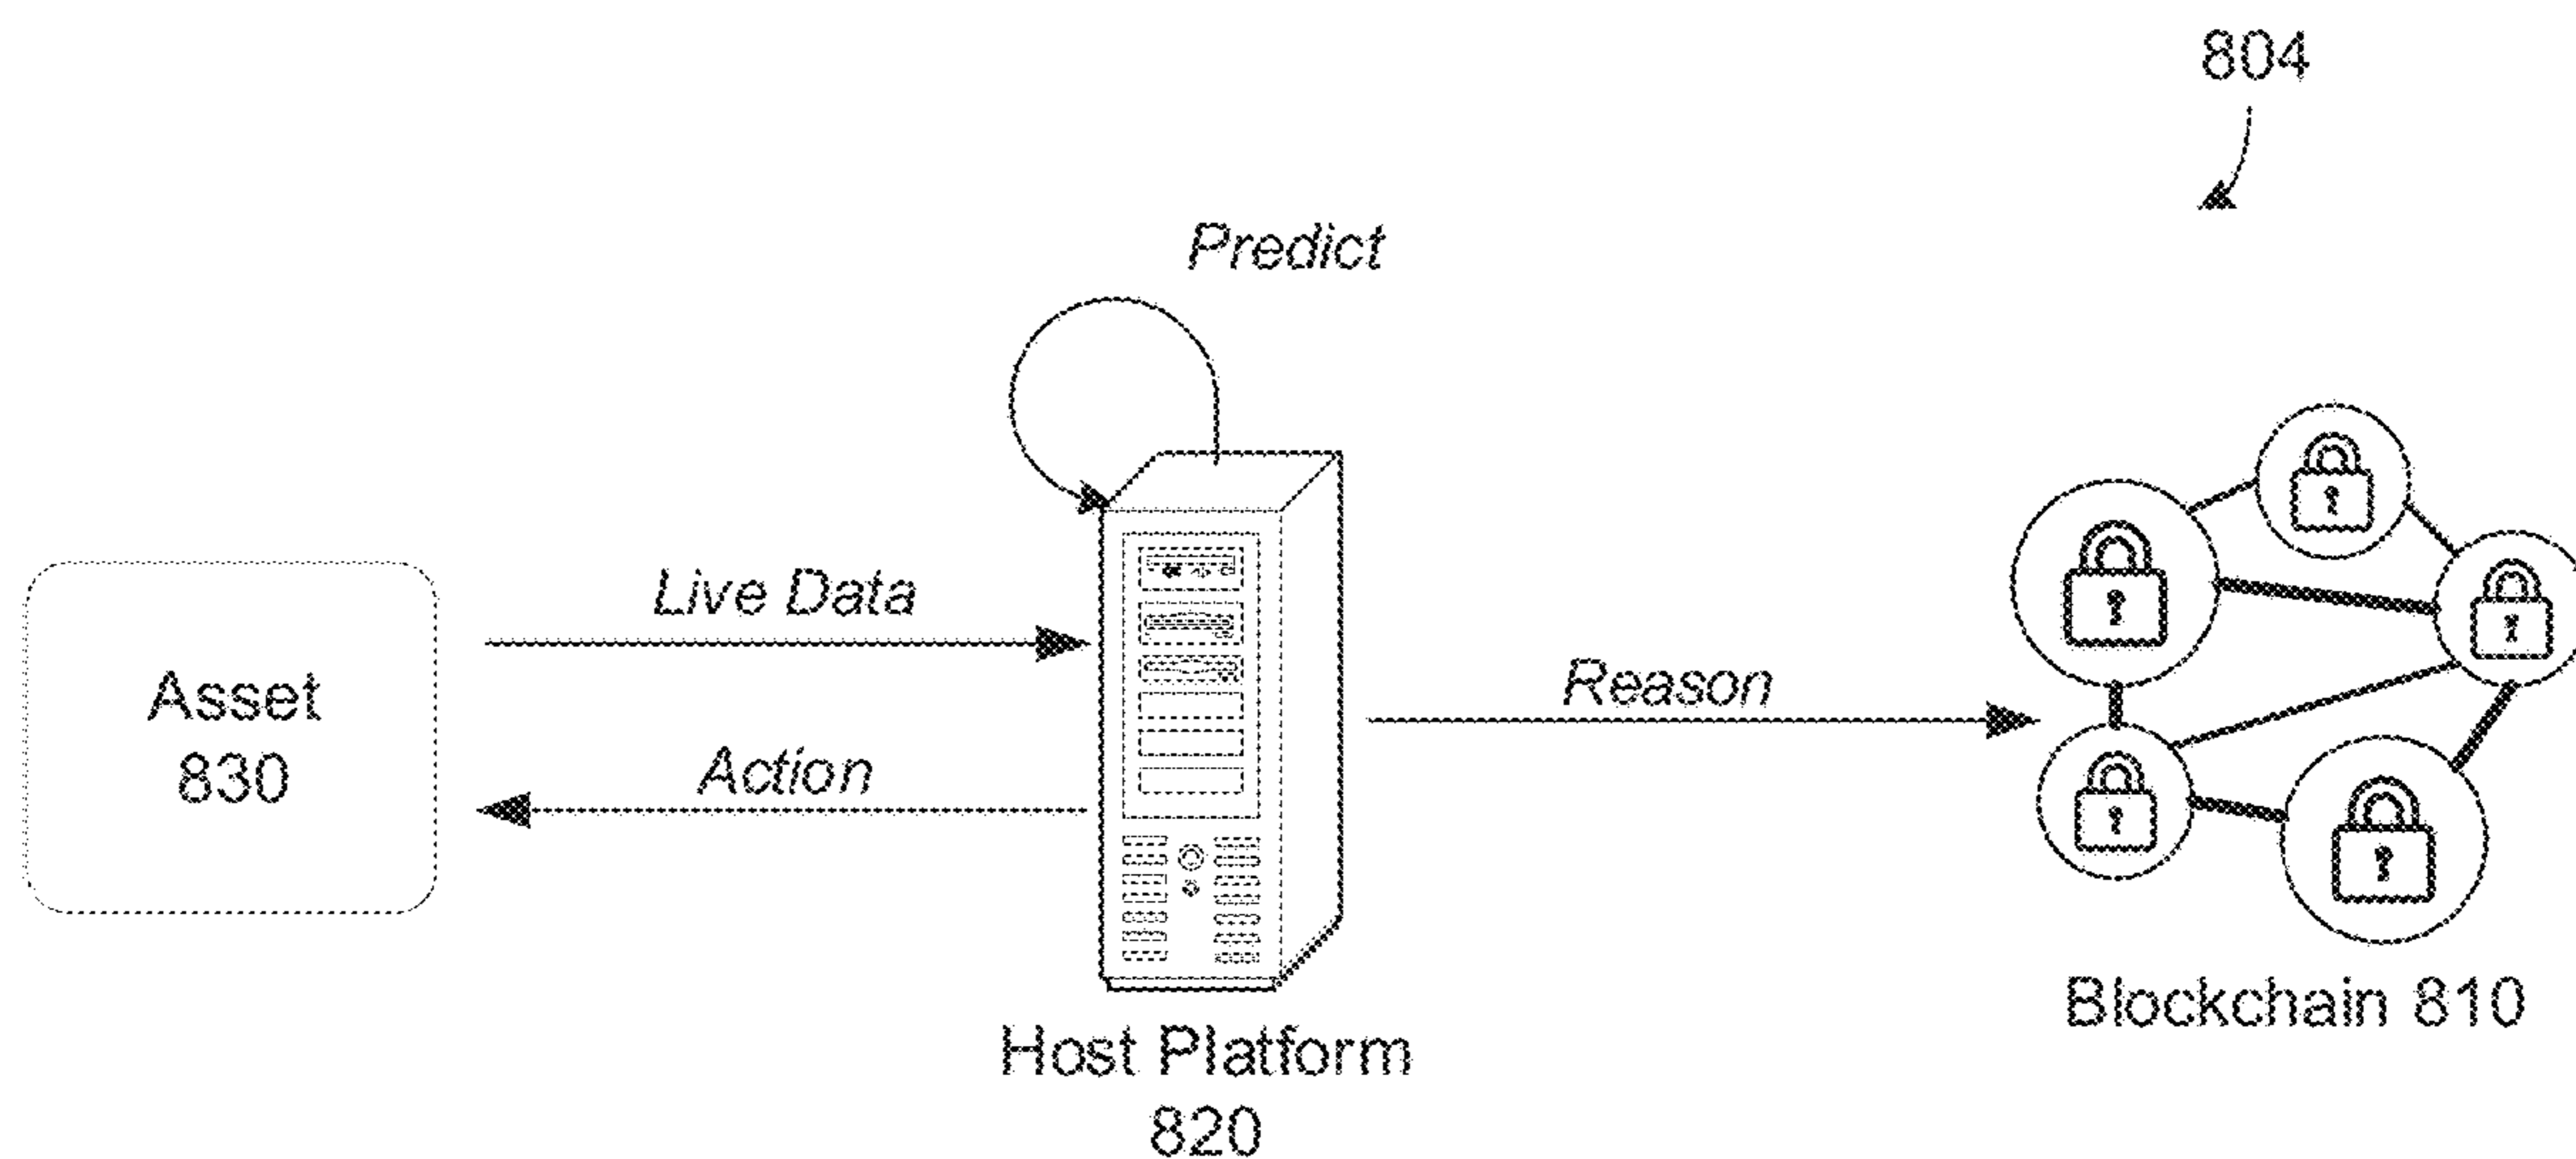 804
Predict
Live Data
Asset
830
Action
Reason
Host Platform
820
Blockchain 810